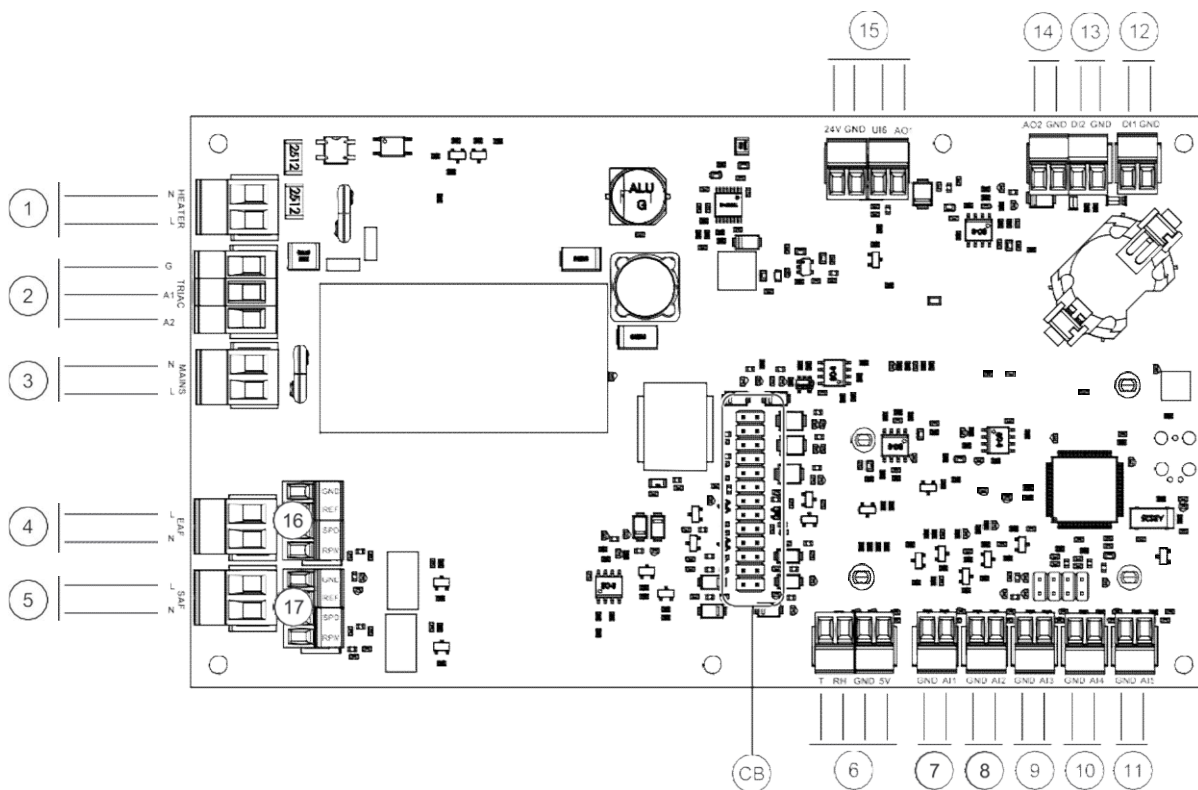 15
14 13 12
24V GND UI6 AO1
AO2 GND DI2 GND
DI1 GND
2512
2512
ALU
G
1
N
L
HEATER
2
G
A1
A2
TRIAC
3
N
L
MAINS
4
L
N
EAF
16
GND
REF
SPD
RPM
5
L
N
SAF
17
REF
SPD
RPM
T RH GND 5V
GND AI1
GND AI2
GND AI3
GND AI4
GND AI5
CB
6
7
8
9
10
11